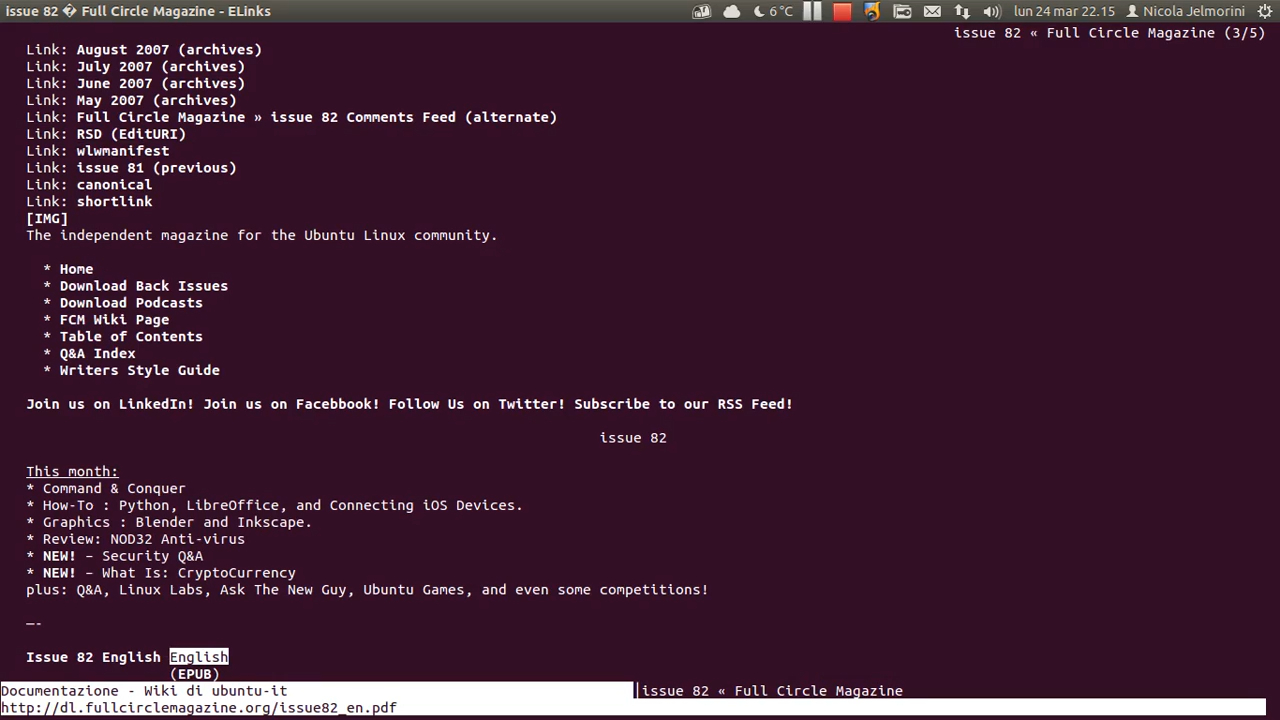 issue 82 � Full Circle Magazine - ELinks 6°C lun 24 mar 22.15 Nicola Jelmorini
issue 82 « Full Circle Magazine (3/5)
Link: August 2007 (archives)
Link: July 2007 (archives)
Link: June 2007 (archives)
Link: May 2007 (archives)
Link: Full Circle Magazine » issue 82 Comments Feed (alternate)
Link: RSD (EditURI)
Link: wlwmanifest
Link: issue 81 (previous)
Link: canonical
Link: shortlink
[IMG]
The independent magazine for the Ubuntu Linux community.
* Home
* Download Back Issues
* Download Podcasts
* FCM Wiki Page
* Table of Contents
* Q&A Index
* Writers Style Guide
Join us on LinkedIn! Join us on Facebbook! Follow Us on Twitter! Subscribe to our RSS Feed!
issue 82
This month:
* Command & Conquer
* How-To : Python, LibreOffice, and Connecting iOS Devices.
* Graphics : Blender and Inkscape.
* Review: NOD32 Anti-virus
* NEW! – Security Q&A
* NEW! – What Is: CryptoCurrency
plus: Q&A, Linux Labs, Ask The New Guy, Ubuntu Games, and even some competitions!
—-
Issue 82 English English
(EPUB)
Documentazione - Wiki di ubuntu-it |issue 82 « Full Circle Magazine
http://dl.fullcirclemagazine.org/issue82_en.pdf